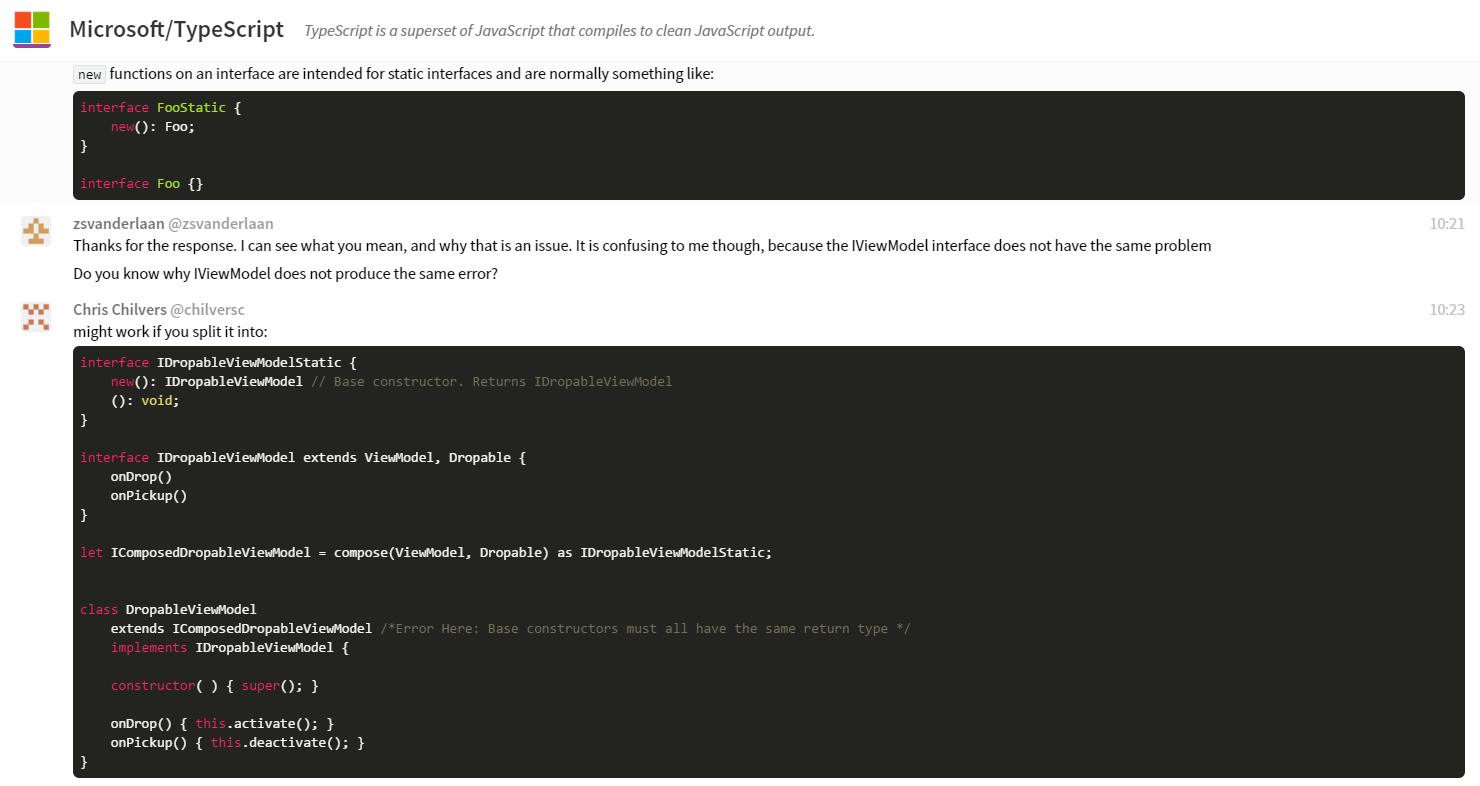 Microsoft/TypeScript TypeScript is a superset of JavaScript that compiles to clean JavaScript output.
new functions on an interface are intended for static interfaces and are normally something like:
interface FooStatic {
    new(): Foo;
}
interface Foo {}
zsvanderlaan @zsvanderlaan 10:21
Thanks for the response. I can see what you mean, and why that is an issue. It is confusing to me though, because the IViewModel interface does not have the same problem
Do you know why IViewModel does not produce the same error?
Chris Chilvers @chilversc 10:23
might work if you split it into:
interface IDropableViewModelStatic {
    new(): IDropableViewModel // Base constructor. Returns IDropableViewModel
    (): void;
}
interface IDropableViewModel extends ViewModel, Dropable {
    onDrop()
    onPickup()
}
let IComposedDropableViewModel = compose(ViewModel, Dropable) as IDropableViewModelStatic;
class DropableViewModel
    extends IComposedDropableViewModel /*Error Here: Base constructors must all have the same return type */
    implements IDropableViewModel {
    constructor( ) { super(); }
    onDrop() { this.activate(); }
    onPickup() { this.deactivate(); }
}